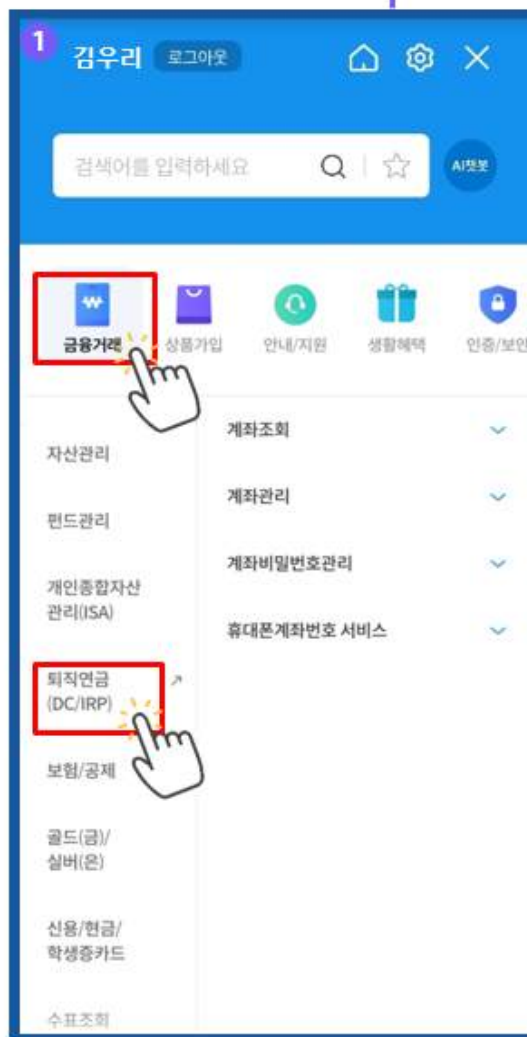 1
김우리 로그아웃
검색어를 입력하세요
AI챗봇
금융거래 상품가입 안내/지원 생활혜택 인증/보안
계좌조회
자산관리
계좌관리
펀드관리
계좌비밀번호관리
개인종합자산
관리(ISA)
휴대폰계좌번호 서비스
퇴직연금
(DC/IRP)
보험/공제
골드(금)/
실버(은)
신용/현금/
학생증카드
수표조회